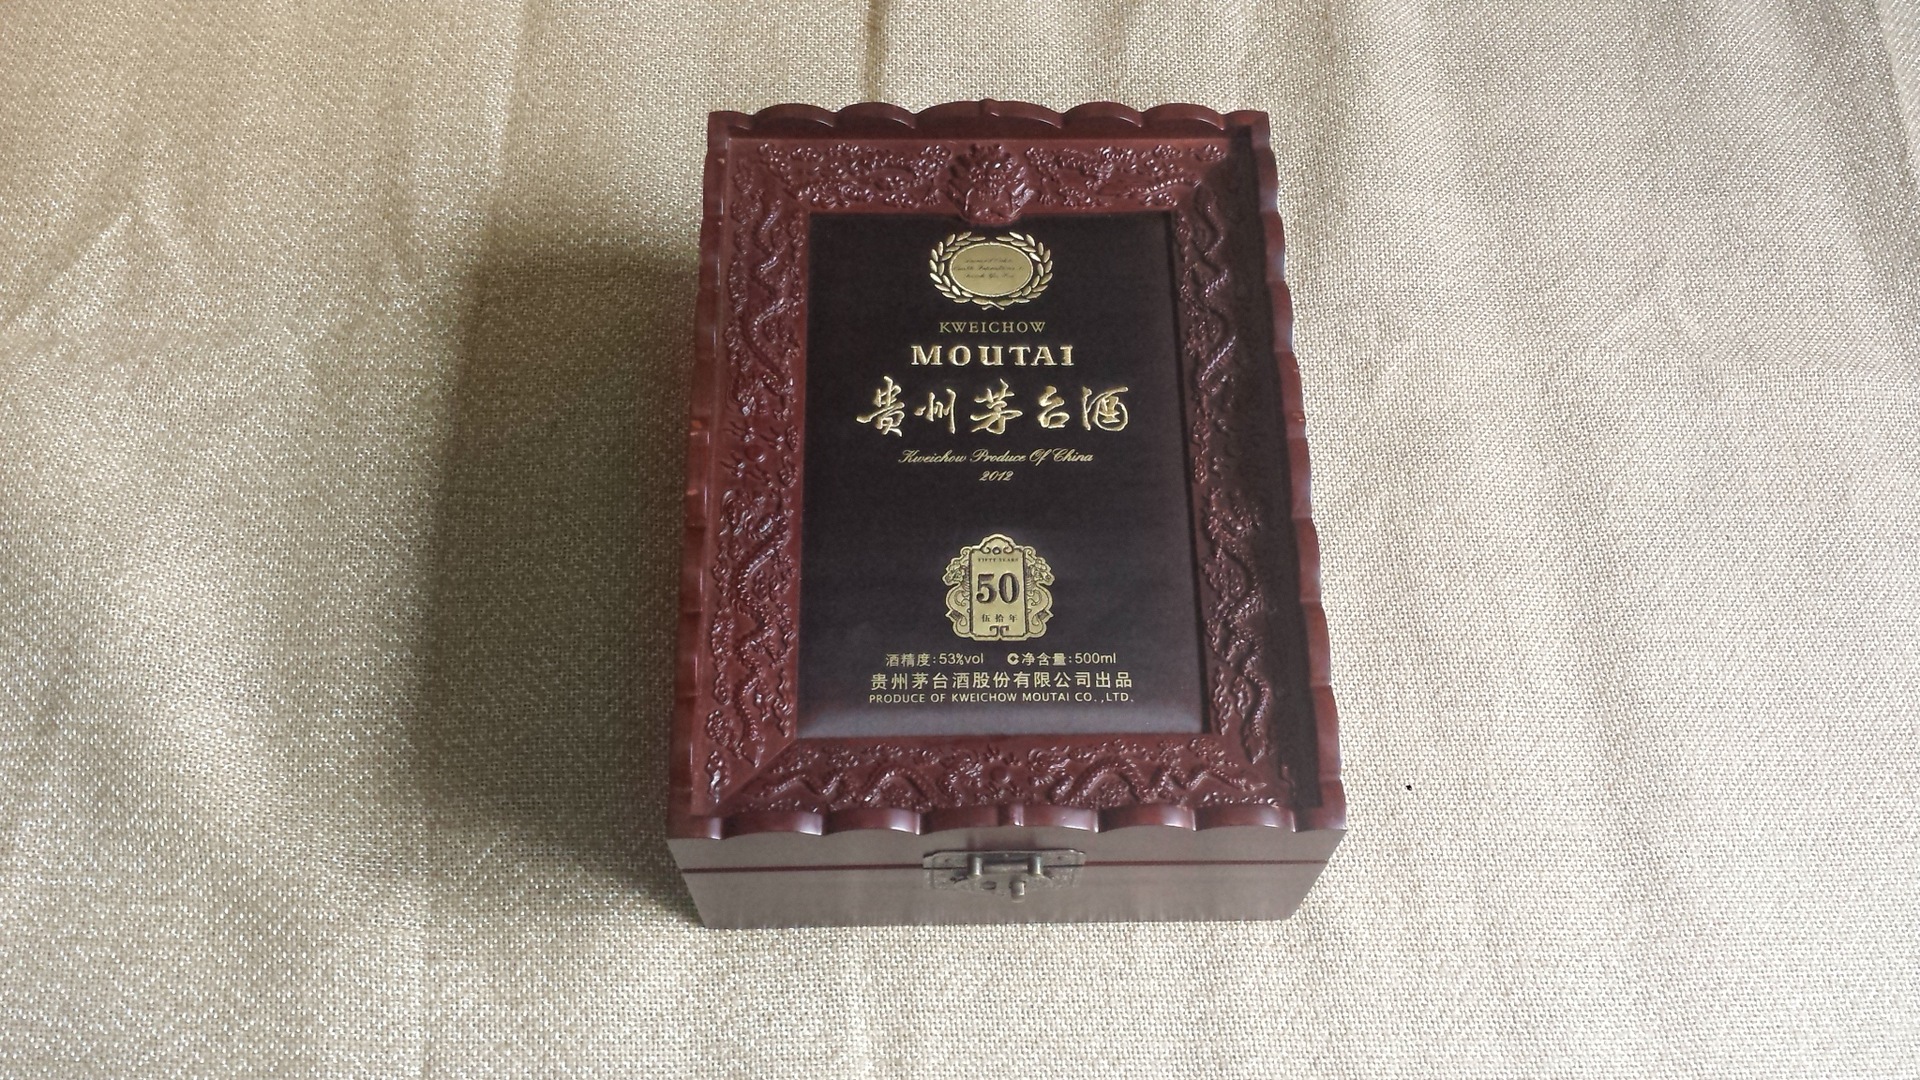 KWEICHOW
MOUTAI
贵州茅台酒
Kweichow Produce Of China
2012
FIFTY YEARS
50
伍拾年
酒精度:53%vol 净含量:500ml
贵州茅台酒股份有限公司出品
PRODUCE OF KWEICHOW MOUTAI CO.,LTD.